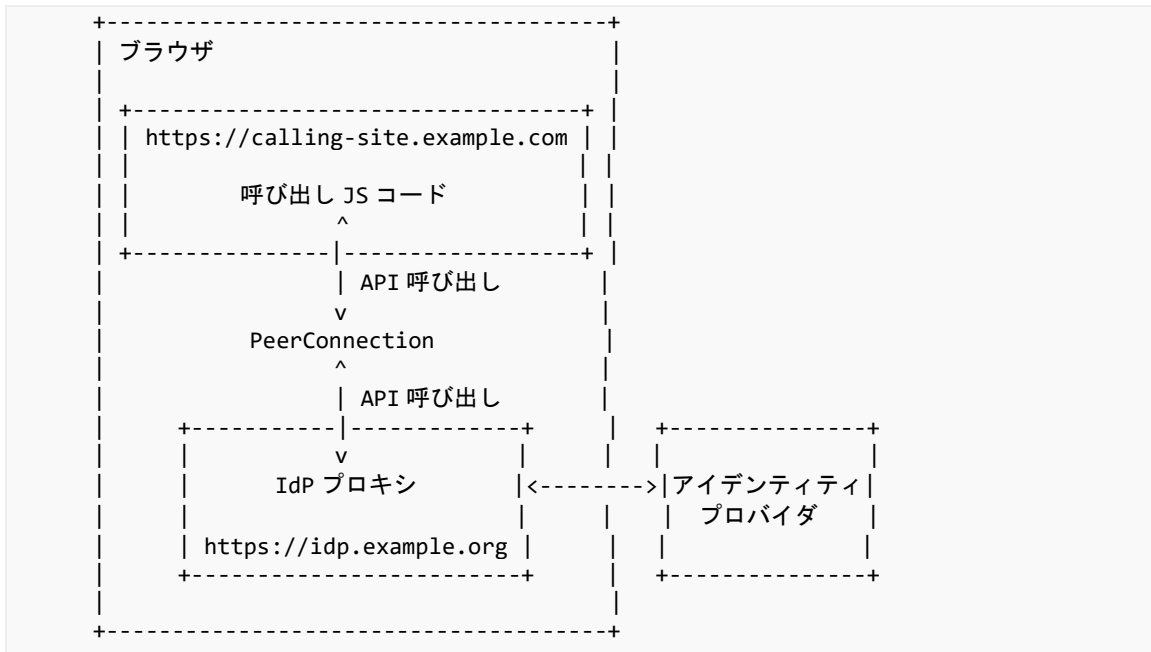 ブラウザ
https://calling-site.example.com
呼び出し JS コード
API 呼び出し
PeerConnection
API 呼び出し
IdP プロキシ
アイデンティティ
プロバイダ
https://idp.example.org